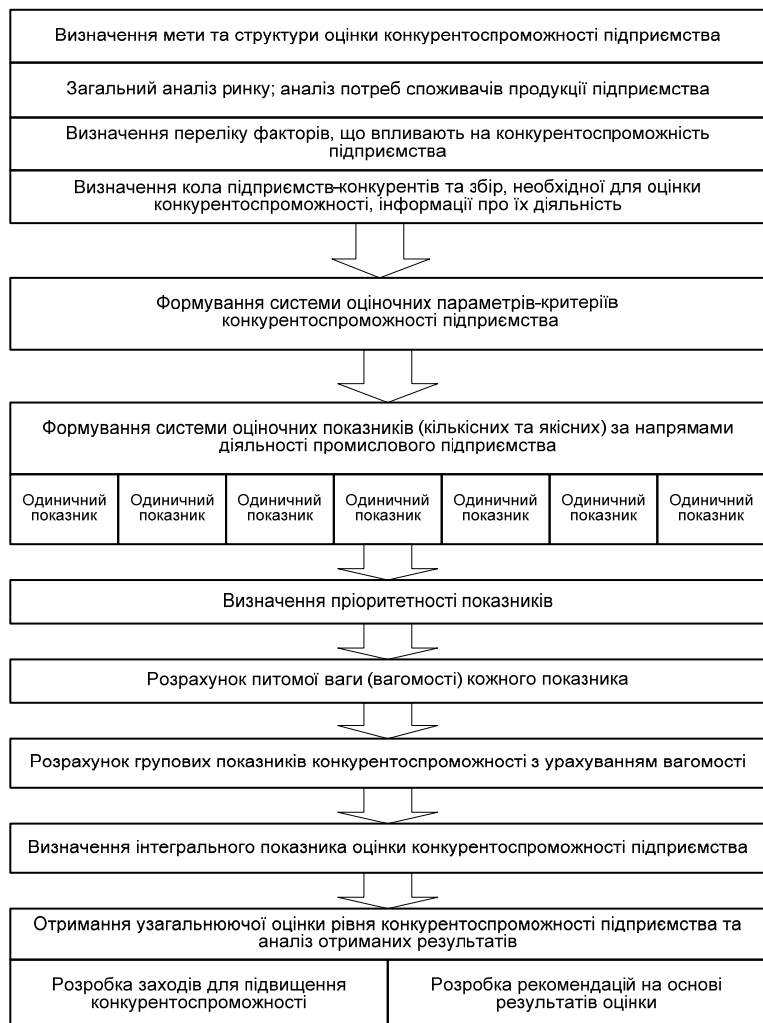 Визначення мети та структури оцінки конкурентоспроможності підприємства
Загальний аналіз ринку; аналіз потреб споживачів продукції підприємства
Визначення переліку факторів, що впливають на конкурентоспроможність
підприємства
Визначення кола підприємств-конкурентів та збір, необхідної для оцінки
конкурентоспроможності, інформації про їх діяльність
Формування системи оціночних параметрів-критеріїв
конкурентоспроможності підприємства
Формування системи оціночних показників (кількісних та якісних) за напрямами
діяльності промислового підприємства
Одиничний
показник
Одиничний
показник
Одиничний
показник
Одиничний
показник
Одиничний
показник
Одиничний
показник
Одиничний
показник
Визначення пріоритетності показників
Розрахунок питомої ваги (вагомості) кожного показника
Розрахунок групових показників конкурентоспроможності з урахуванням вагомості
Визначення інтегрального показника оцінки конкурентоспроможності підприємства
Отримання узагальнюючої оцінки рівня конкурентоспроможності підприємства та
аналіз отриманих результатів
Розробка заходів для підвищення
конкурентоспроможності
Розробка рекомендацій на основі
результатів оцінки